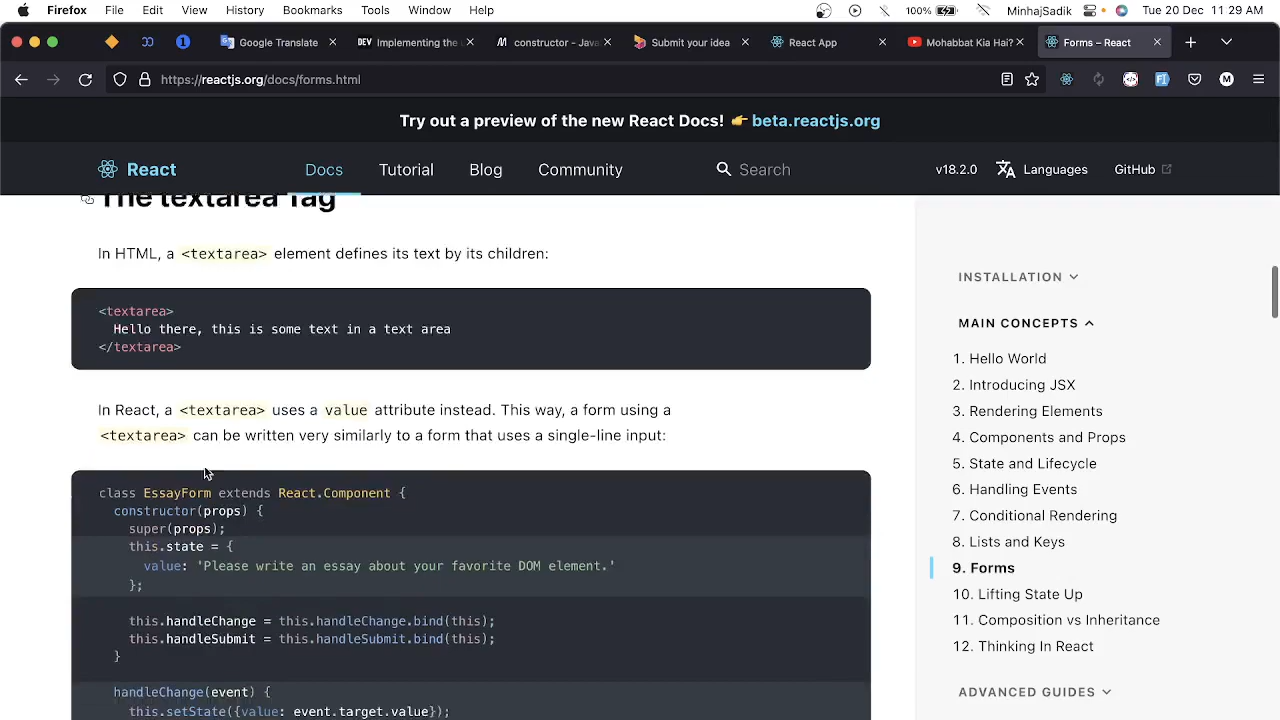 Firefox File Edit View History Bookmarks Tools Window Help 100% MinhajSadik Tue 20 Dec 11:29 AM
Google Translate DEV Implementing the constructor - Java Submit your idea React App Mohabbat Kia Hai? Forms – React
https://reactjs.org/docs/forms.html
Try out a preview of the new React Docs! 👉 beta.reactjs.org
React Docs Tutorial Blog Community Search v18.2.0 Languages GitHub
The textarea Tag
In HTML, a <textarea> element defines its text by its children:
<textarea>
Hello there, this is some text in a text area
</textarea>
In React, a <textarea> uses a value attribute instead. This way, a form using a
<textarea> can be written very similarly to a form that uses a single-line input:
class EssayForm extends React.Component {
constructor(props) {
super(props);
this.state = {
value: 'Please write an essay about your favorite DOM element.'
};
this.handleChange = this.handleChange.bind(this);
this.handleSubmit = this.handleSubmit.bind(this);
}
handleChange(event) {
this.setState({value: event.target.value});
INSTALLATION
MAIN CONCEPTS
1. Hello World
2. Introducing JSX
3. Rendering Elements
4. Components and Props
5. State and Lifecycle
6. Handling Events
7. Conditional Rendering
8. Lists and Keys
9. Forms
10. Lifting State Up
11. Composition vs Inheritance
12. Thinking In React
ADVANCED GUIDES